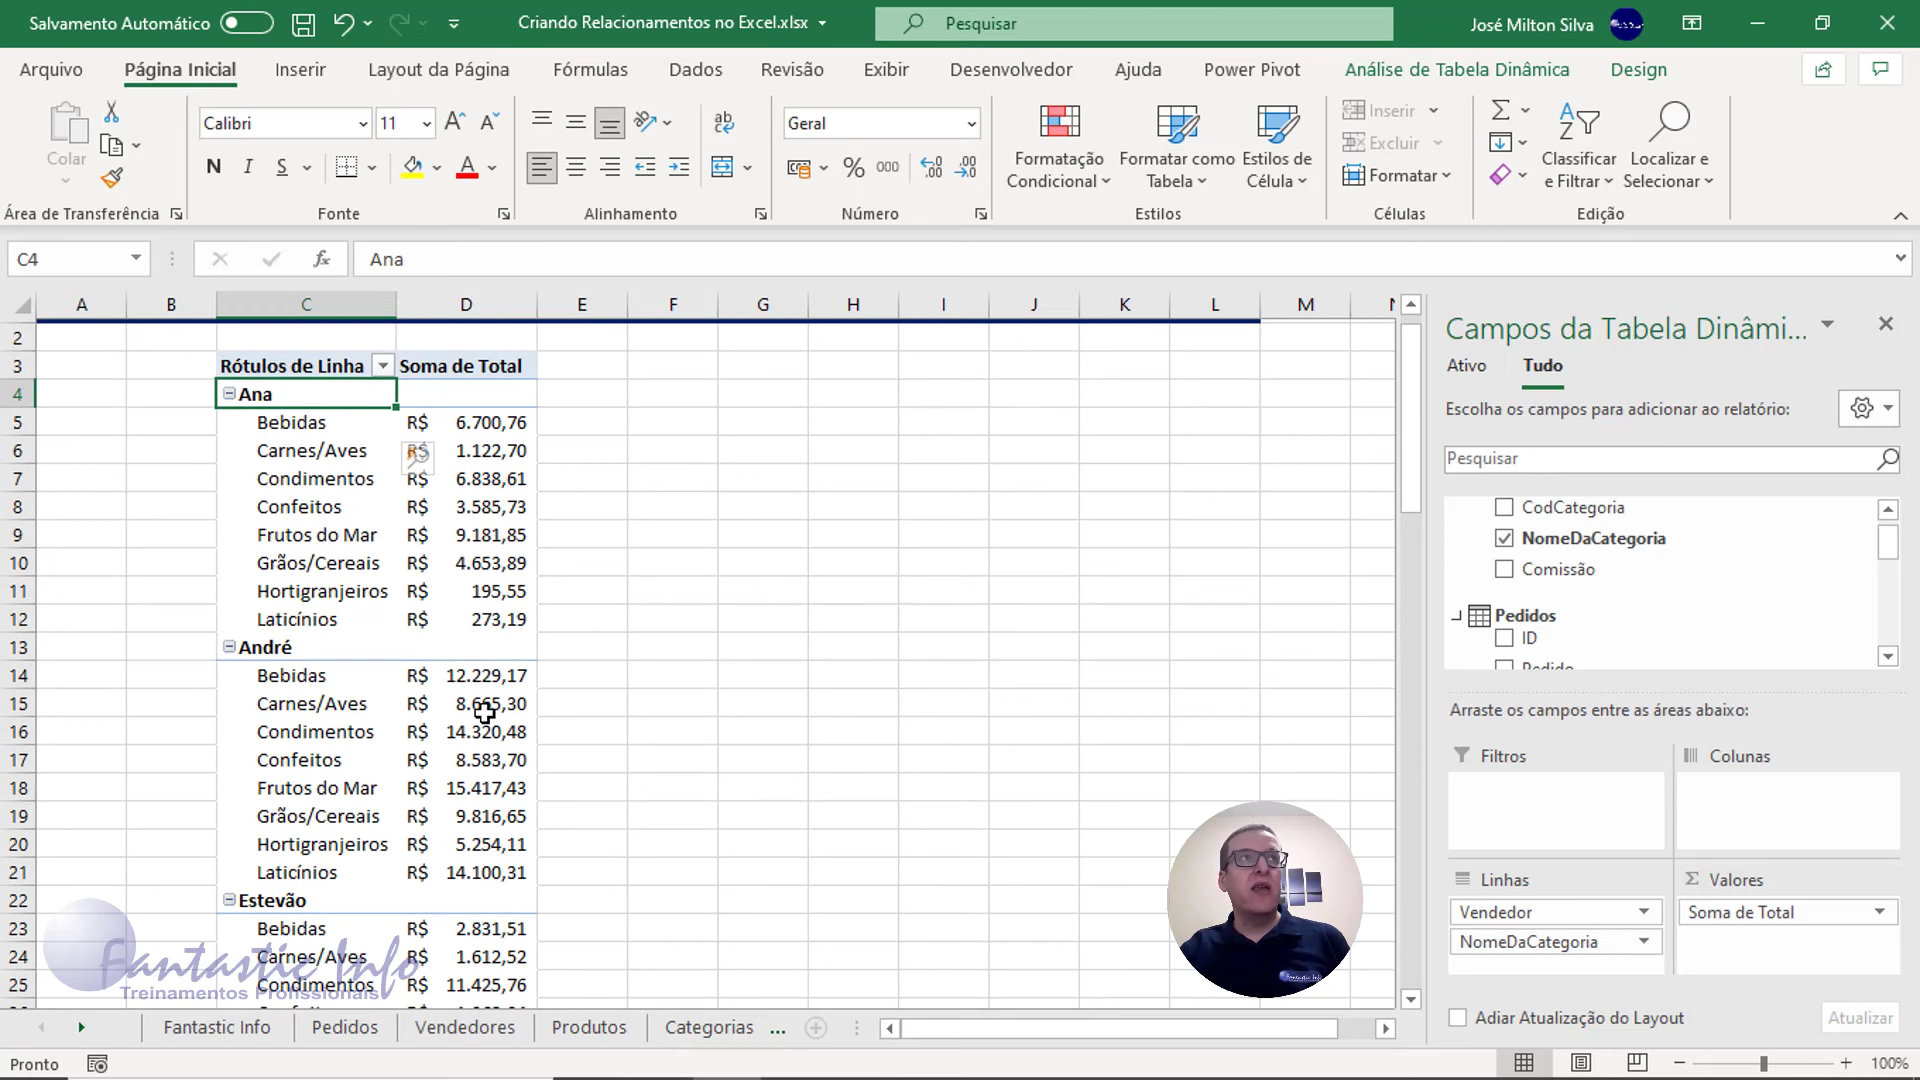 Salvamento Automático
Criando Relacionamentos no Excel.xlsx
Pesquisar
José Milton Silva
Arquivo Página Inicial Inserir Layout da Página Fórmulas Dados Revisão Exibir Desenvolvedor Ajuda Power Pivot Análise de Tabela Dinâmica Design
Colar
Calibri 11
N I S
Geral
% 000
Formatação Condicional
Formatar como Tabela
Estilos de Célula
Inserir
Excluir
Formatar
Classificar e Filtrar
Localizar e Selecionar
Área de Transferência Fonte Alinhamento Número Estilos Células Edição
C4 fx Ana
A B C D E F G H I J K L M N
2
3 Rótulos de Linha Soma de Total
4 Ana
5 Bebidas R$ 6.700,76
6 Carnes/Aves R$ 1.122,70
7 Condimentos R$ 6.838,61
8 Confeitos R$ 3.585,73
9 Frutos do Mar R$ 9.181,85
10 Grãos/Cereais R$ 4.653,89
11 Hortigranjeiros R$ 195,55
12 Laticínios R$ 273,19
13 André
14 Bebidas R$ 12.229,17
15 Carnes/Aves R$
16 Condimentos R$ 14.320,48
17 Confeitos R$ 8.583,70
18 Frutos do Mar R$ 15.417,43
19 Grãos/Cereais R$ 9.816,65
20 Hortigranjeiros R$ 5.254,11
21 Laticínios R$ 14.100,31
22 Estevão
23 Bebidas R$ 2.831,51
24 Carnes/Aves R$ 1.612,52
25 Condimentos R$ 11.425,76
Fantastic Info
Treinamentos Profissionais
Campos da Tabela Dinâmi...
Ativo Tudo
Escolha os campos para adicionar ao relatório:
Pesquisar
CodCategoria
NomeDaCategoria
Comissão
Pedidos
ID
Pedido
Arraste os campos entre as áreas abaixo:
Filtros Colunas
Linhas Valores
Vendedor Soma de Total
NomeDaCategoria
Adiar Atualização do Layout Atualizar
Fantastic Info Pedidos Vendedores Produtos Categorias ...
Pronto 100%